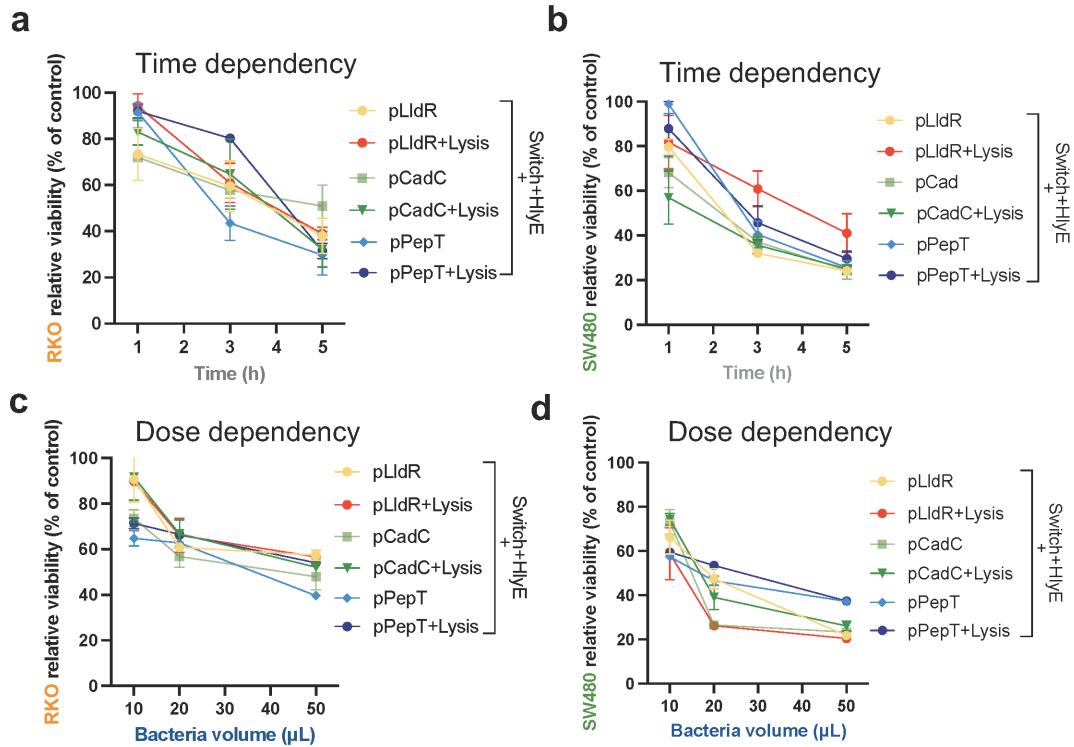 a
Time dependency
RKO relative viability (% of control)
100
80
60
40
20
0
1
2
3
4
5
Time (h)
pLldR
pLldR+Lysis
pCadC
pCadC+Lysis
pPepT
pPepT+Lysis
Switch+HlyE
+
b
Time dependency
SW480 relative viability (% of control)
100
80
60
40
20
0
1
2
3
4
5
Time (h)
pLldR
pLldR+Lysis
pCad
pCadC+Lysis
pPepT
pPepT+Lysis
Switch+HlyE
+
c
Dose dependency
RKO relative viability (% of control)
100
80
60
40
20
0
10
20
30
40
50
Bacteria volume (µL)
pLldR
pLldR+Lysis
pCadC
pCadC+Lysis
pPepT
pPepT+Lysis
Switch+HlyE
+
d
Dose dependency
SW480 relative viability (% of control)
100
80
60
40
20
0
10
20
30
40
50
Bacteria volume (µL)
pLldR
pLldR+Lysis
pCadC
pCadC+Lysis
pPepT
pPepT+Lysis
Switch+HlyE
+